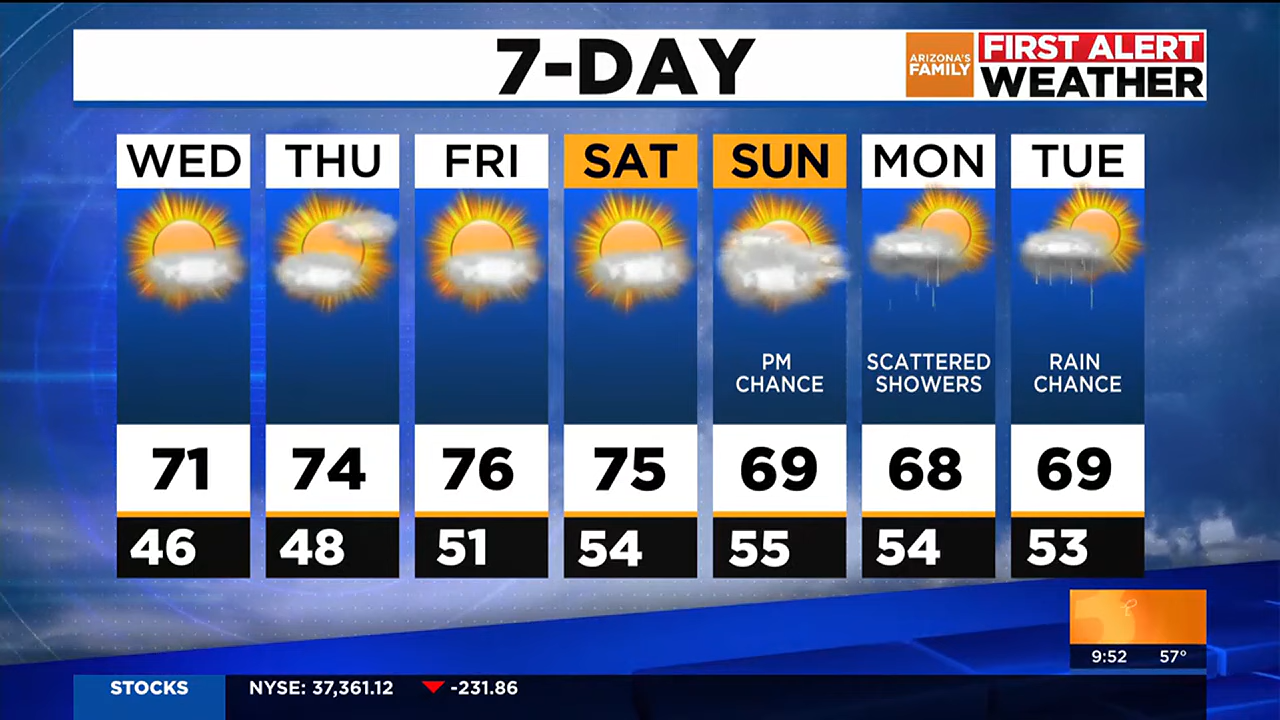 7-DAY
ARIZONA'S
FAMILY
FIRST ALERT
WEATHER
WED
THU
FRI
SAT
SUN
MON
TUE
PM
CHANCE
SCATTERED
SHOWERS
RAIN
CHANCE
71
74
76
75
69
68
69
46
48
51
54
55
54
53
9:52 57°
STOCKS
NYSE: 37,361.12 -231.86